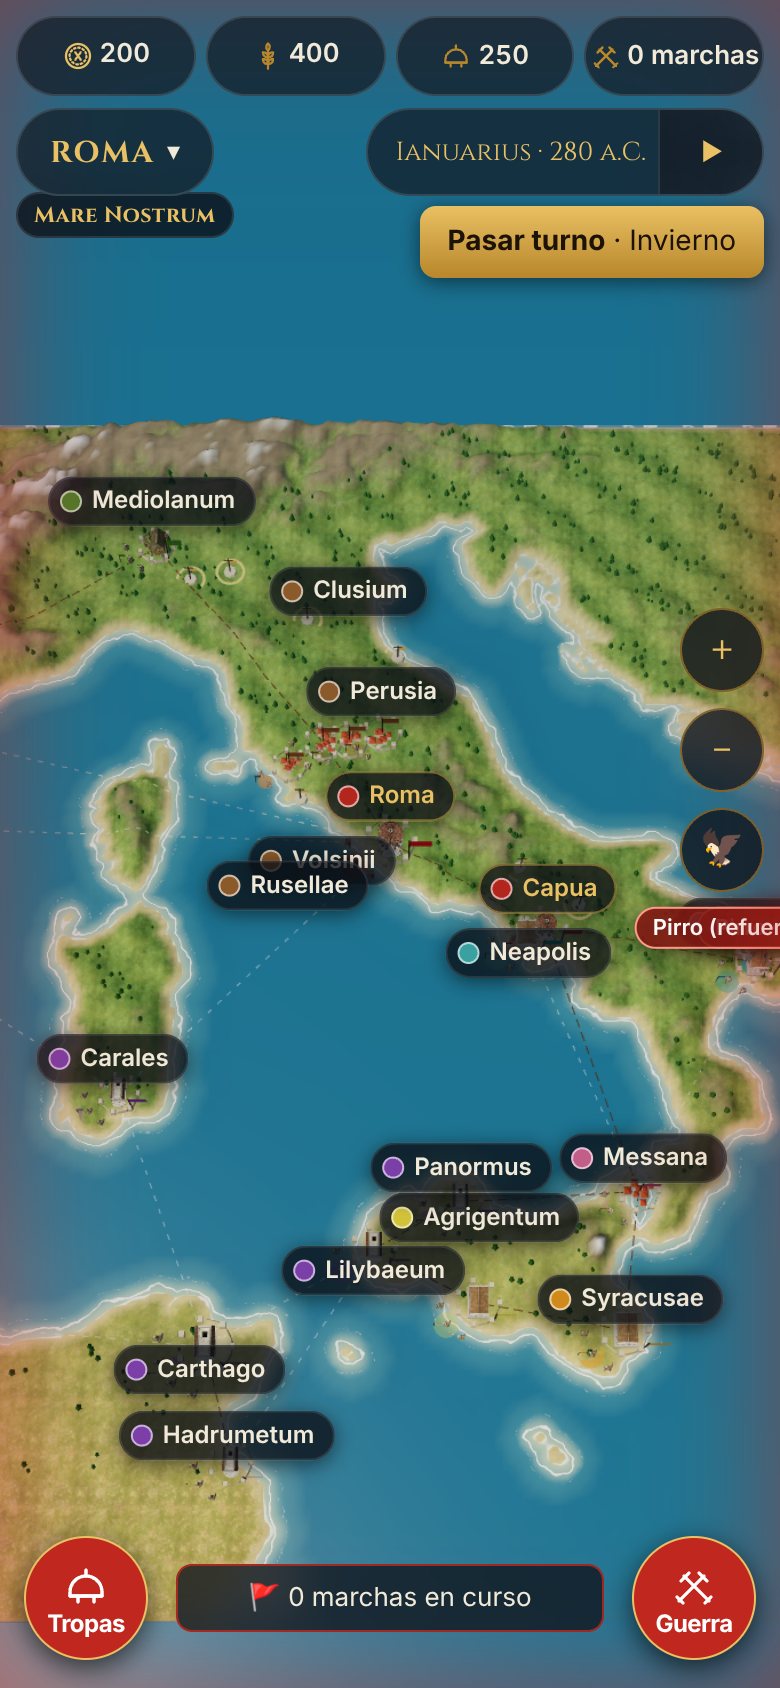 200
400
250
0 marchas
ROMA ▼
IANUARIUS · 280 A.C.
MARE NOSTRUM
Pasar turno · Invierno
Mediolanum
Clusium
Perusia
Roma
Volsinii
Rusellae
Capua
Pirro (refuer
Neapolis
Carales
Messana
Panormus
Agrigentum
Lilybaeum
Syracusae
Carthago
Hadrumetum
Tropas
0 marchas en curso
Guerra